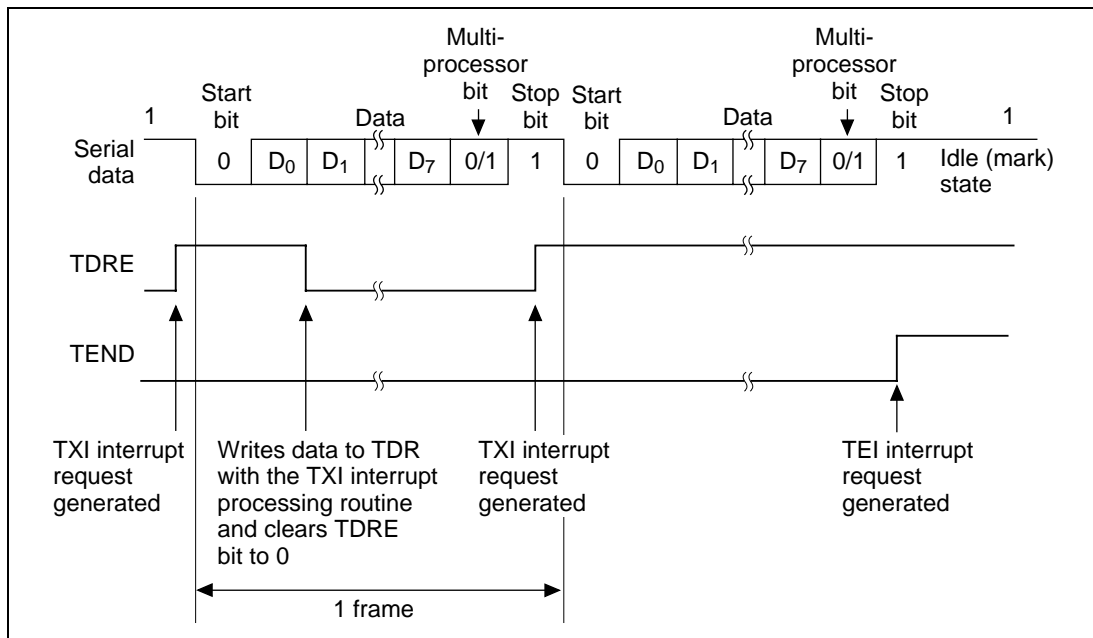 Multi-
processor
bit
Multi-
processor
bit
1
Start
bit
Data
Stop
bit
Start
bit
Data
Stop
bit
1
Serial
data
0 D0 D1 D7 0/1 1 0 D0 D1 D7 0/1 1
Idle (mark)
state
TDRE
TEND
TXI interrupt
request
generated
Writes data to TDR
with the TXI interrupt
processing routine
and clears TDRE
bit to 0
TXI interrupt
request
generated
TEI interrupt
request
generated
1 frame